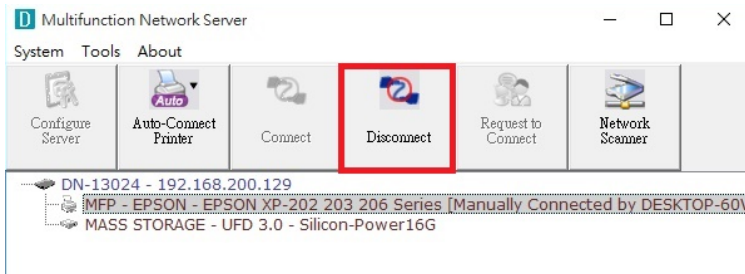 D Multifunction Network Server
System Tools About
Auto
Configure Server
Auto-Connect Printer
Connect
Disconnect
Request to Connect
Network Scanner
DN-13024 - 192.168.200.129
MFP - EPSON - EPSON XP-202 203 206 Series [Manually Connected by DESKTOP-60
MASS STORAGE - UFD 3.0 - Silicon-Power16G